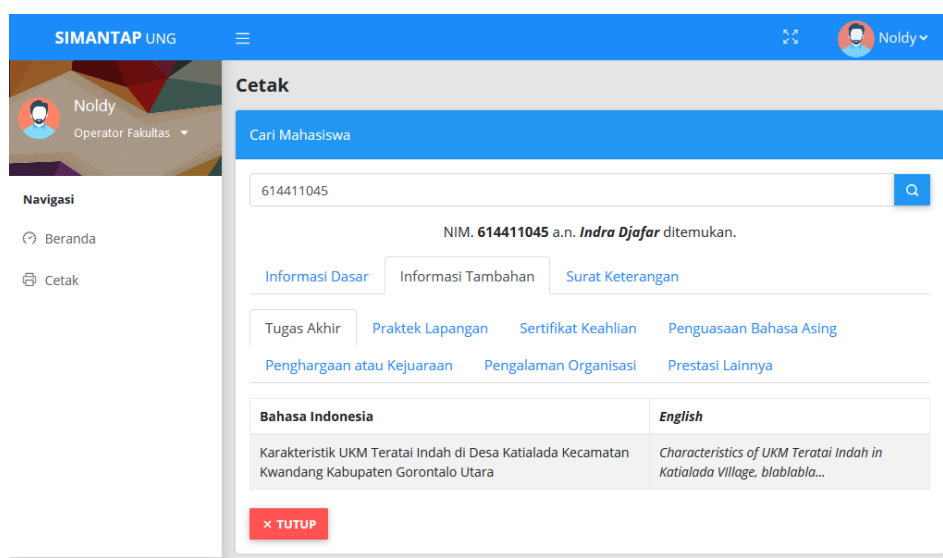 SIMANTAP UNG
Noldy
Noldy
Operator Fakultas
Navigasi
Beranda
Cetak
Cetak
Cari Mahasiswa
614411045
NIM. 614411045 a.n. Indra Djafar ditemukan.
Informasi Dasar Informasi Tambahan Surat Keterangan
Tugas Akhir Praktek Lapangan Sertifikat Keahlian Penguasaan Bahasa Asing
Penghargaan atau Kejuaraan Pengalaman Organisasi Prestasi Lainnya
Bahasa Indonesia English
Karakteristik UKM Teratai Indah di Desa Katialada Kecamatan
Kwandang Kabupaten Gorontalo Utara
Characteristics of UKM Teratai Indah in
Katialada VIllage, blablabla...
× TUTUP